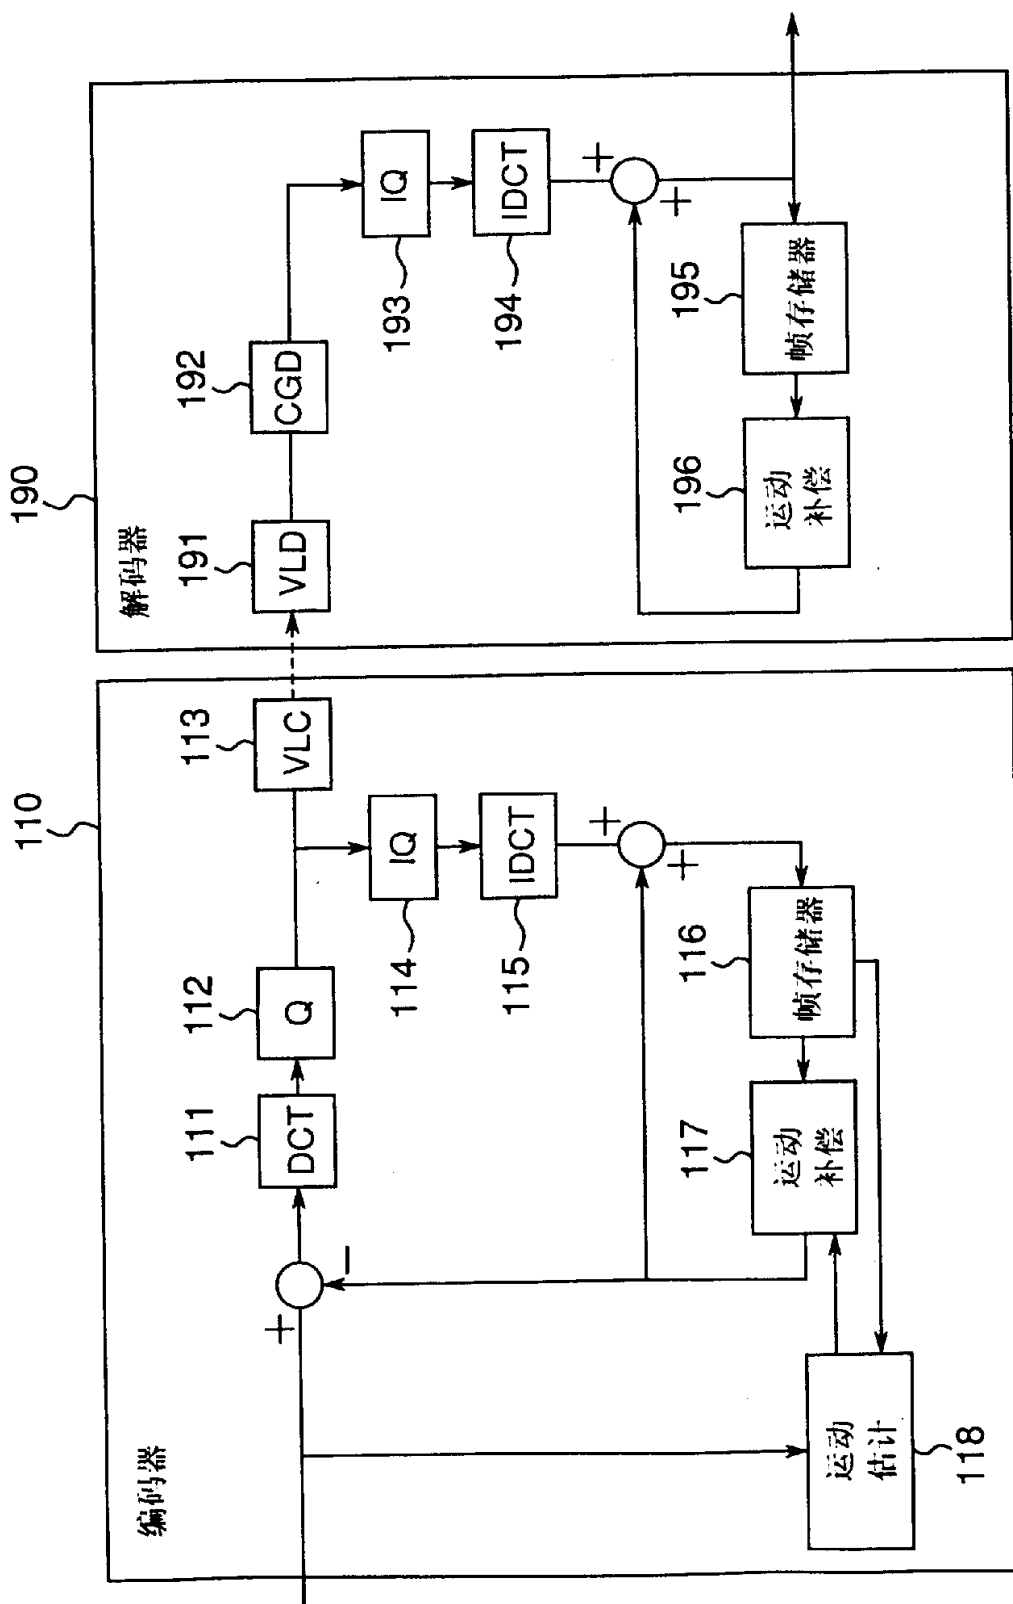 编码器
110
+
−
DCT
111
Q
112
VLC
113
IQ
114
IDCT
115
+
+
帧存储器
116
运动
补偿
117
运动
估计
118
解码器
190
VLD
191
CGD
192
IQ
193
IDCT
194
+
+
帧存储器
195
运动
补偿
196